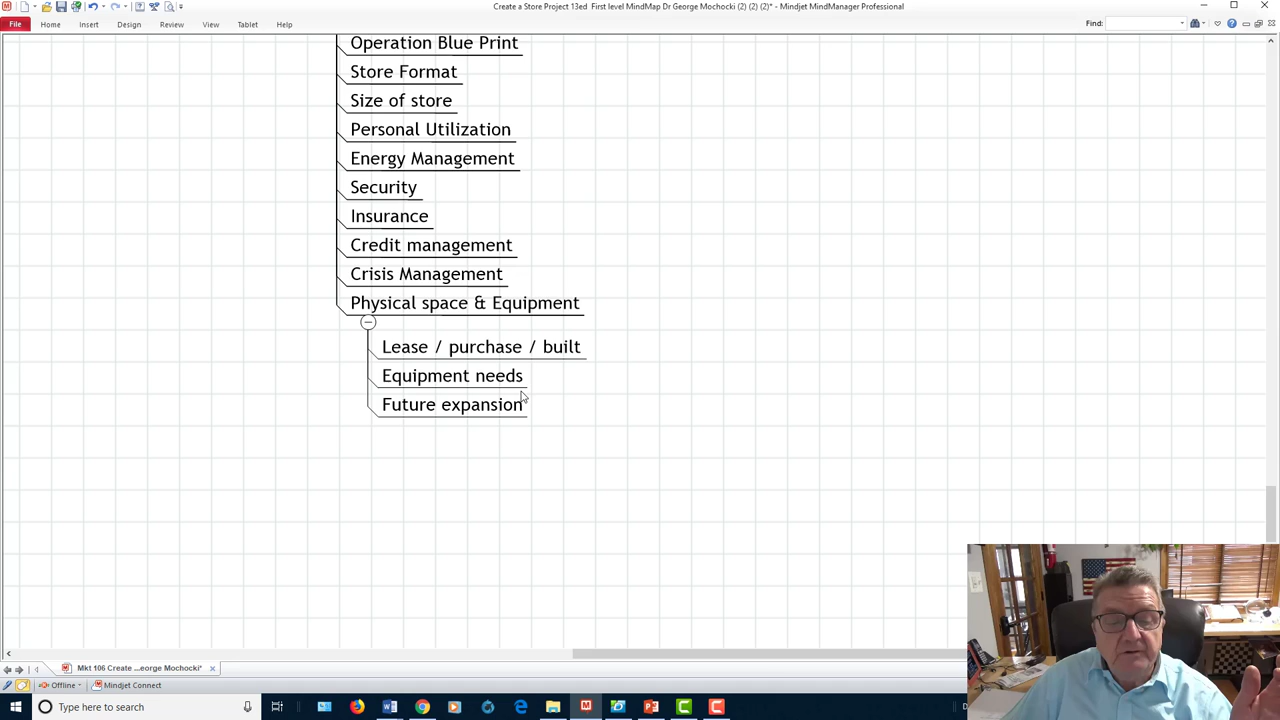 Create a Store Project 13ed First level MindMap Dr George Mochocki (2) (2) (2)* - Mindjet MindManager Professional
File Home Insert Design Review View Tablet Help Find:
Operation Blue Print
Store Format
Size of store
Personal Utilization
Energy Management
Security
Insurance
Credit management
Crisis Management
Physical space & Equipment
Lease / purchase / built
Equipment needs
Future expansion
Mkt 106 Create ...eorge Mochocki*
Offline Mindjet Connect
Type here to search